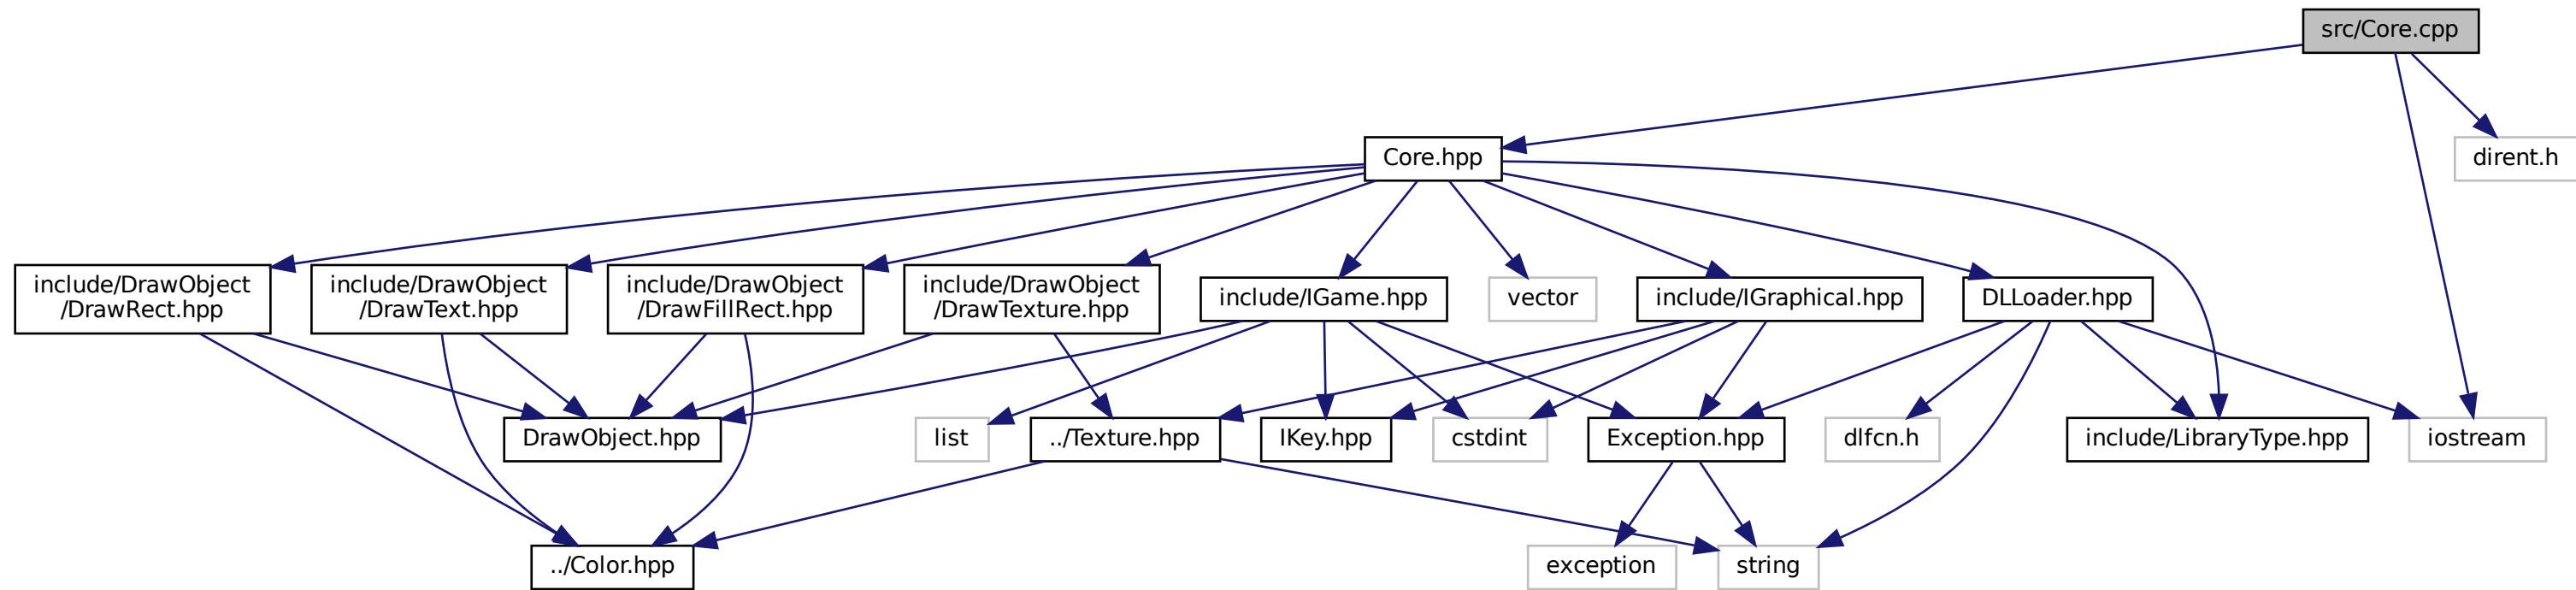 src/Core.cpp
Core.hpp
dirent.h
include/DrawObject
/DrawRect.hpp
include/DrawObject
/DrawText.hpp
include/DrawObject
/DrawFillRect.hpp
include/DrawObject
/DrawTexture.hpp
include/IGame.hpp
vector
include/IGraphical.hpp
DLLoader.hpp
DrawObject.hpp
list
../Texture.hpp
IKey.hpp
cstdint
Exception.hpp
dlfcn.h
include/LibraryType.hpp
iostream
../Color.hpp
exception
string